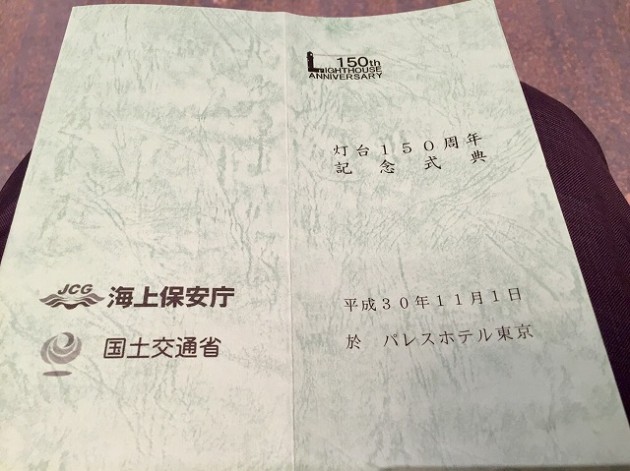 150th
LIGHTHOUSE
ANNIVERSARY
灯台１５０周年
記念式典
平成３０年１１月１日
於　パレスホテル東京
JCG 海上保安庁
国土交通省